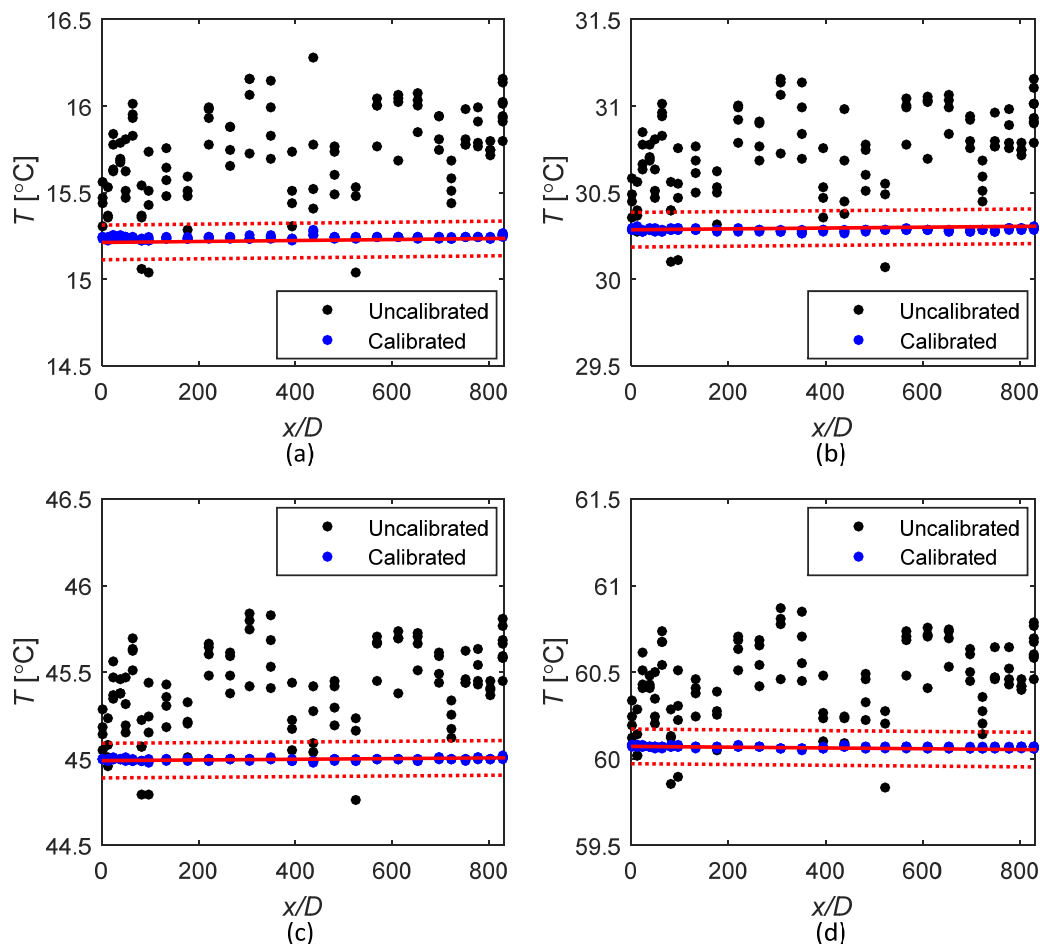 16.5
16
15.5
15
14.5
T [°C]
Uncalibrated
Calibrated
0 200 400 600 800
x/D
(a)
31.5
31
30.5
30
29.5
T [°C]
Uncalibrated
Calibrated
0 200 400 600 800
x/D
(b)
46.5
46
45.5
45
44.5
T [°C]
Uncalibrated
Calibrated
0 200 400 600 800
x/D
(c)
61.5
61
60.5
60
59.5
T [°C]
Uncalibrated
Calibrated
0 200 400 600 800
x/D
(d)